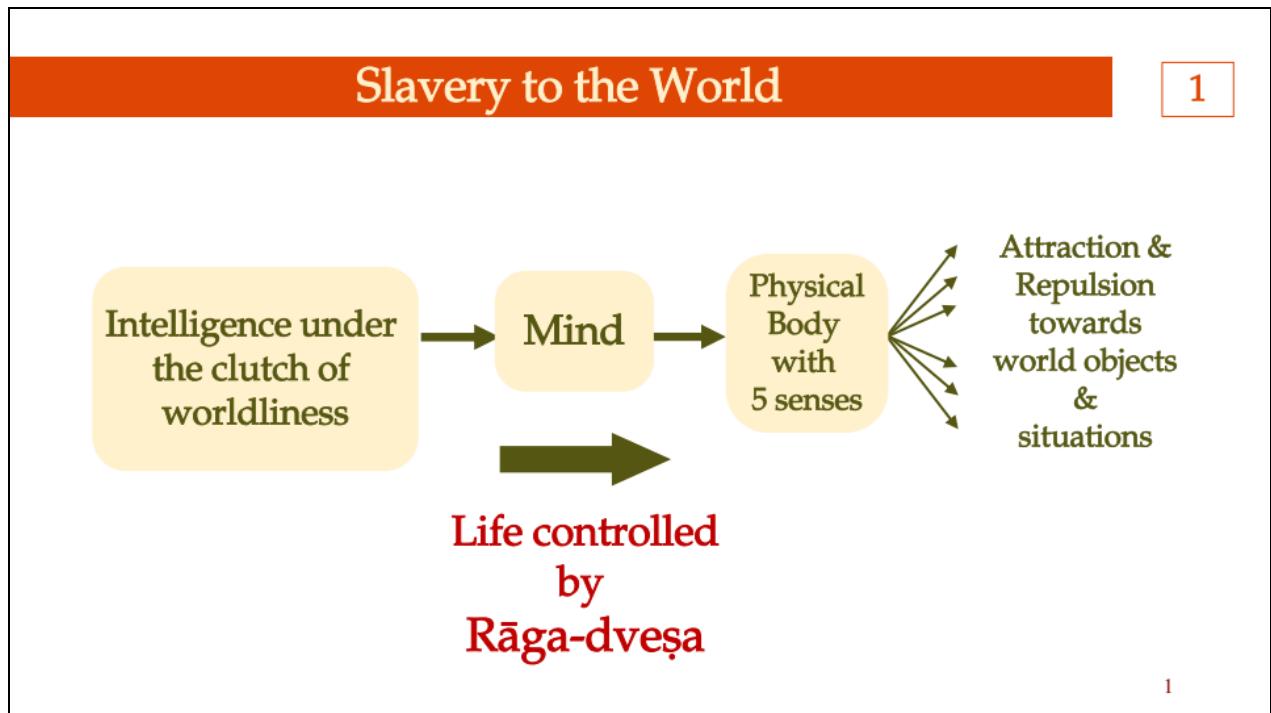 Slavery to the World
1
Intelligence under
the clutch of
worldliness
Mind
Physical
Body
with
5 senses
Attraction &
Repulsion
towards
world objects
&
situations
Life controlled
by
Rāga-dveṣa
1